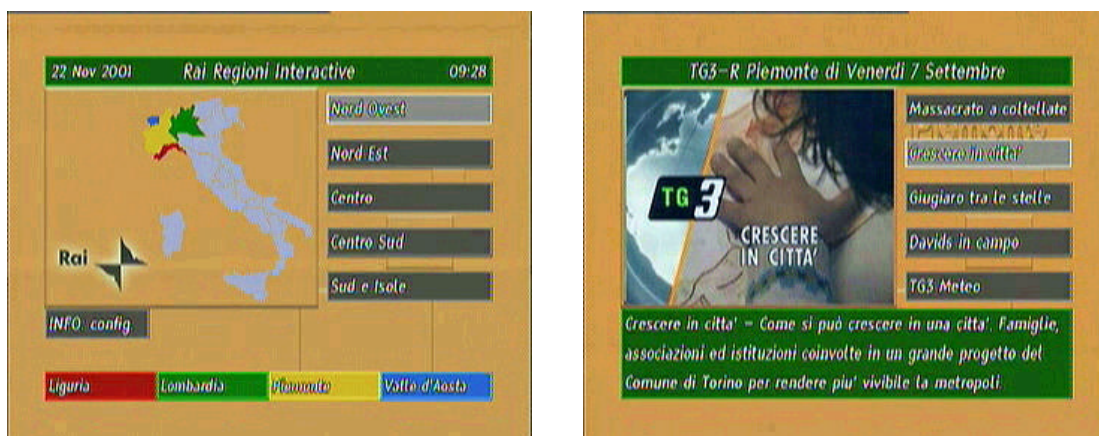 22 Nov 2001 Rai Regioni Interactive 09:28
Nord Ovest
Nord Est
Centro
Centro Sud
Sud e Isole
Rai
INFO config
Liguria Lombardia Piemonte Valle d'Aosta
TG3-R Piemonte di Venerdi 7 Settembre
Massacrato a coltellate
Crescere in citta'
Giugiaro tra le stelle
Davids in campo
TG3 Meteo
TG 3
CRESCERE
IN CITTA'
Crescere in citta' - Come si può crescere in una citta'. Famiglie,
associazioni ed istituzioni coinvolte in un grande progetto del
Comune di Torino per rendere piu' vivibile la metropoli.